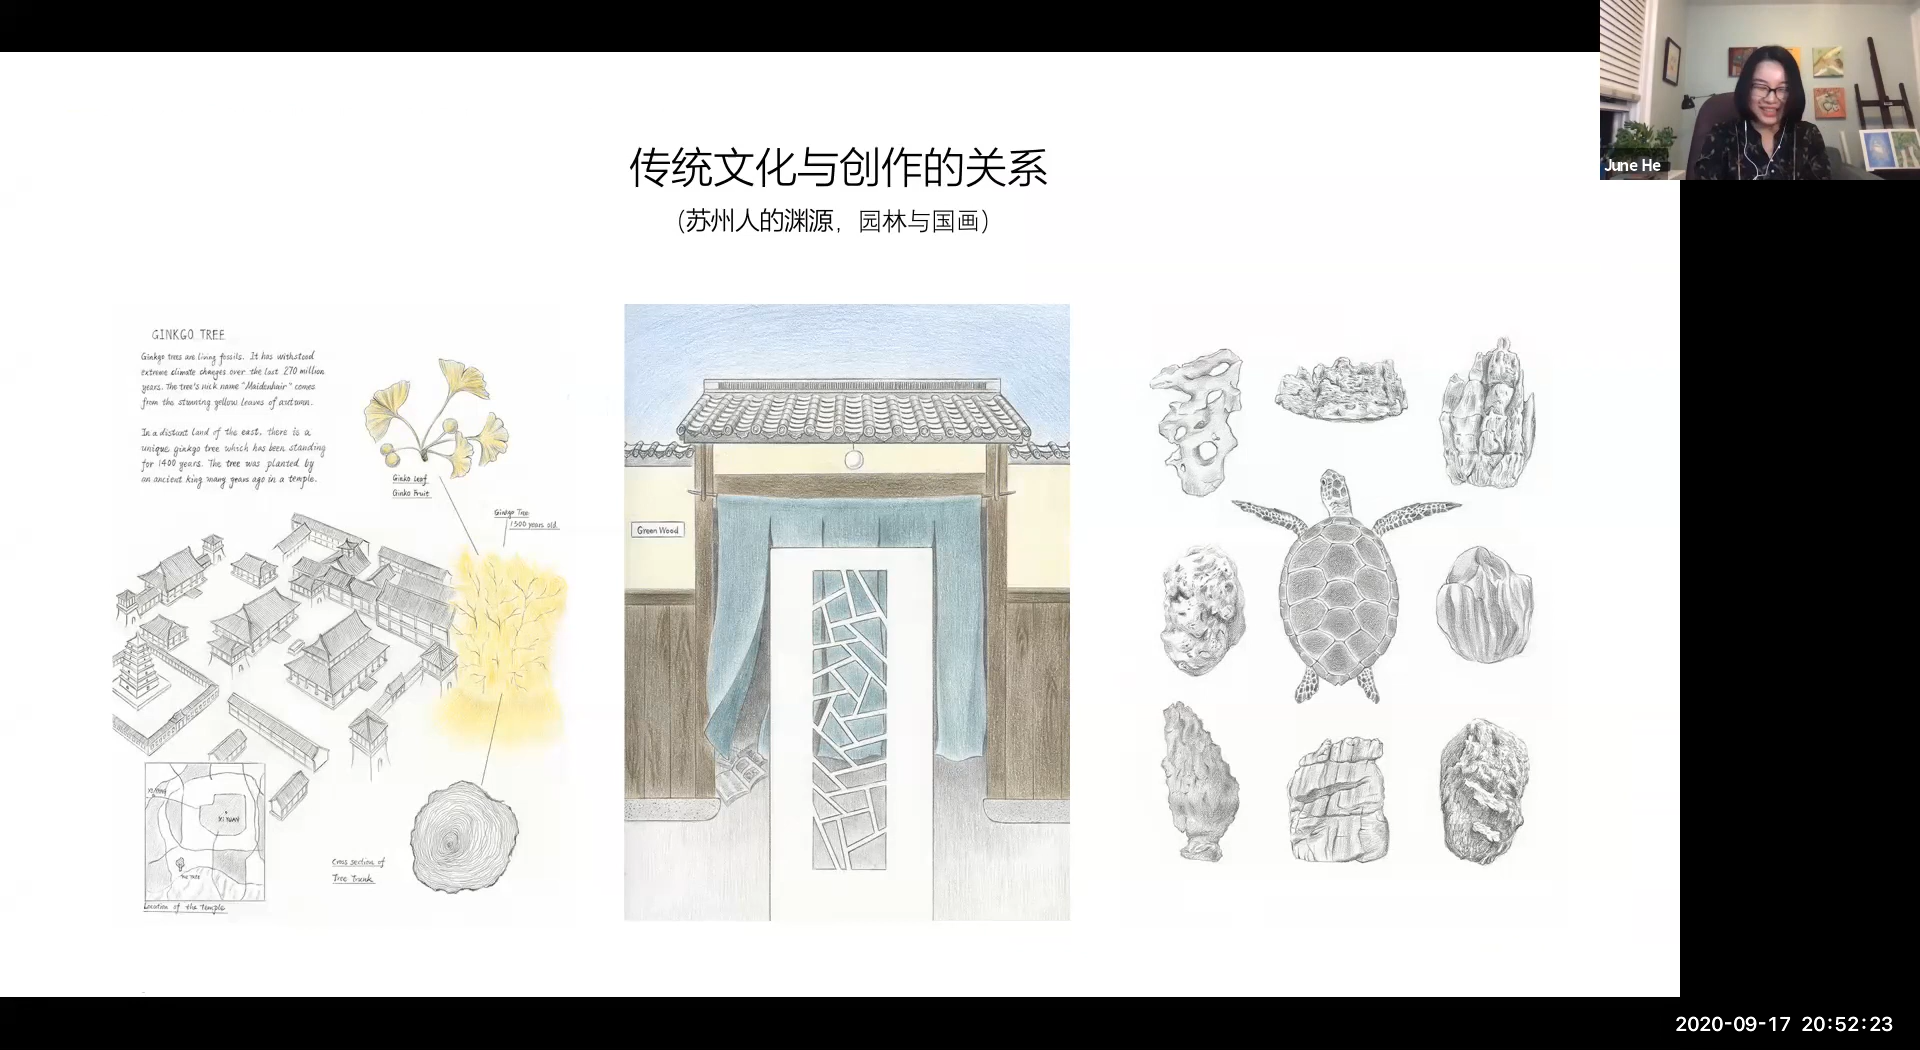 传统文化与创作的关系
（苏州人的渊源，园林与国画）
June He
GINKGO TREE
Ginkgo trees are living fossils. It has withstood
extreme climate changes over the last 270 million
years. The tree's nick name "Maidenhair" comes
from the stunning yellow leaves of autumn.
In a distant land of the east, there is a
unique ginkgo tree which has been standing
for 1400 years. The tree was planted by
an ancient king many years ago in a temple.
Ginko Leaf
Ginko Fruit
Ginkgo Tree
1500 years old
XI YUAN
The TREE
Location of the Temple
Cross section of
Tree Trunk
Green Wood
2020-09-17 20:52:23